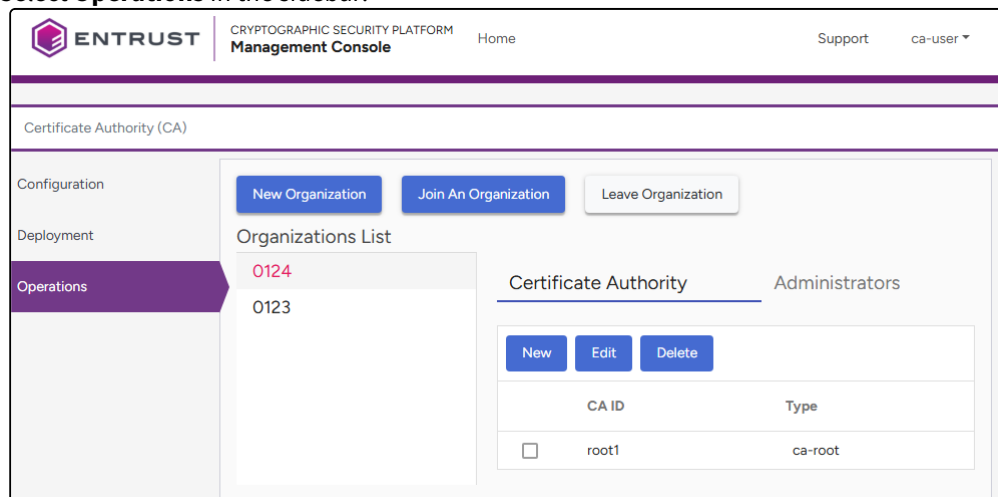 Select Operations in the sidebar.
ENTRUST
CRYPTOGRAPHIC SECURITY PLATFORM
Management Console
Home
Support
ca-user
Certificate Authority (CA)
Configuration
Deployment
Operations
New Organization
Join An Organization
Leave Organization
Organizations List
0124
0123
Certificate Authority
Administrators
New
Edit
Delete
CA ID
Type
root1
ca-root